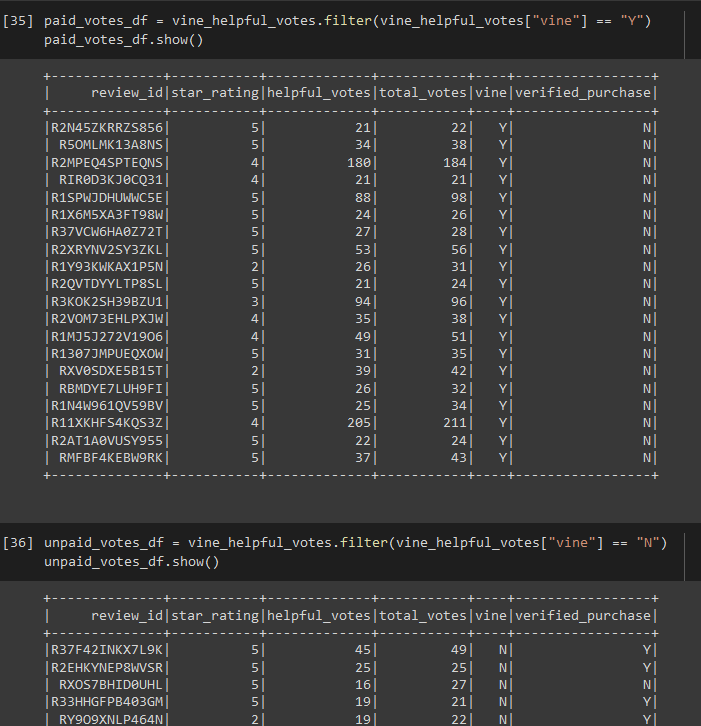 [35] paid_votes_df = vine_helpful_votes.filter(vine_helpful_votes["vine"] == "Y")
paid_votes_df.show()
+--------------+-----------+-------------+-----------+----+-----------------+
|     review_id|star_rating|helpful_votes|total_votes|vine|verified_purchase|
+--------------+-----------+-------------+-----------+----+-----------------+
|R2N45ZKRRZS856|          5|           21|         22|   Y|                N|
| R5OMLMK13A8NS|          5|           34|         38|   Y|                N|
|R2MPEQ4SPTEQNS|          4|          180|        184|   Y|                N|
| RIR0D3KJ0CQ31|          4|           21|         21|   Y|                N|
|R1SPWJDHUWWC5E|          5|           88|         98|   Y|                N|
|R1X6M5XA3FT98W|          5|           24|         26|   Y|                N|
|R37VCW6HA0Z72T|          5|           27|         28|   Y|                N|
|R2XRYNV2SY3ZKL|          5|           53|         56|   Y|                N|
|R1Y93KWKAX1P5N|          2|           26|         31|   Y|                N|
|R2QVTDYYLTP8SL|          5|           21|         24|   Y|                N|
|R3KOK2SH39BZU1|          3|           94|         96|   Y|                N|
|R2VOM73EHLPXJW|          4|           35|         38|   Y|                N|
|R1MJ5J272V19O6|          4|           49|         51|   Y|                N|
|R1307JMPUEQXOW|          5|           31|         35|   Y|                N|
| RXV0SDXE5B15T|          2|           39|         42|   Y|                N|
| RBMDYE7LUH9FI|          5|           26|         32|   Y|                N|
|R1N4W961QV59BV|          5|           25|         34|   Y|                N|
|R11XKHFS4KQS3Z|          4|          205|        211|   Y|                N|
|R2AT1A0VUSY955|          5|           22|         24|   Y|                N|
| RMFBF4KEBW9RK|          5|           37|         43|   Y|                N|
+--------------+-----------+-------------+-----------+----+-----------------+
[36] unpaid_votes_df = vine_helpful_votes.filter(vine_helpful_votes["vine"] == "N")
unpaid_votes_df.show()
+--------------+-----------+-------------+-----------+----+-----------------+
|     review_id|star_rating|helpful_votes|total_votes|vine|verified_purchase|
+--------------+-----------+-------------+-----------+----+-----------------+
|R37F42INKX7L9K|          5|           45|         49|   N|                Y|
|R2EHKYNEP8WVSR|          5|           25|         25|   N|                Y|
| RXOS7BHID0UHL|          5|           16|         27|   N|                N|
|R33HHGFPB403GM|          5|           19|         21|   N|                Y|
| RY9O9XNLP464N|          2|           19|         22|   N|                Y|